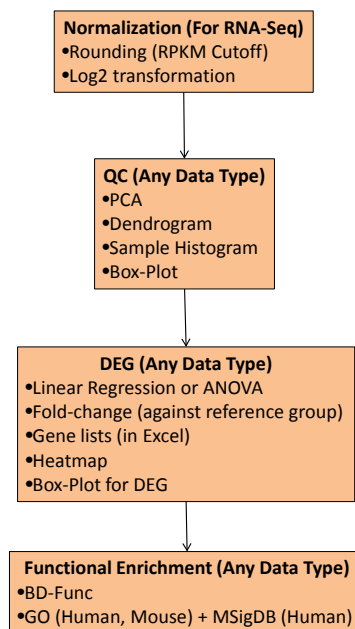 Normalization (For RNA-Seq)
•Rounding (RPKM Cutoff)
•Log2 transformation
QC (Any Data Type)
•PCA
•Dendrogram
•Sample Histogram
•Box-Plot
DEG (Any Data Type)
•Linear Regression or ANOVA
•Fold-change (against reference group)
•Gene lists (in Excel)
•Heatmap
•Box-Plot for DEG
Functional Enrichment (Any Data Type)
•BD-Func
•GO (Human, Mouse) + MSigDB (Human)